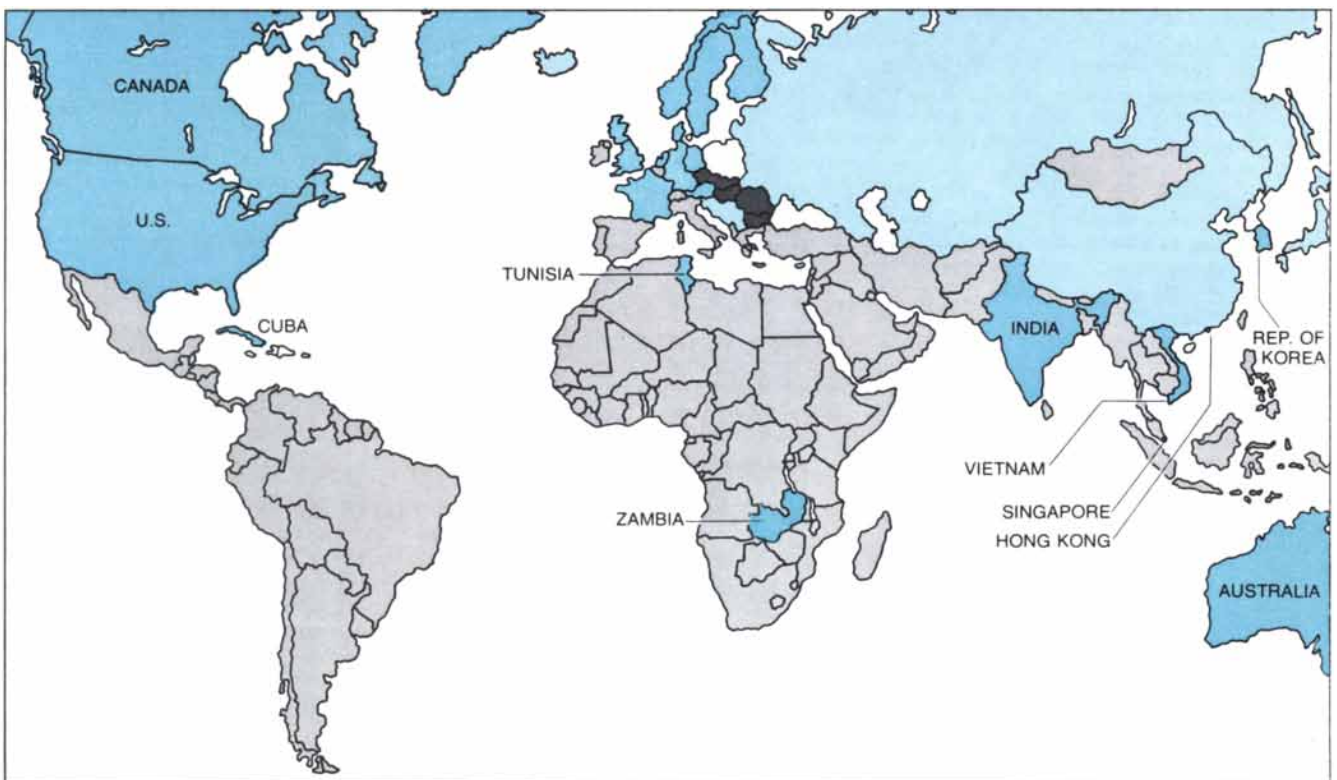 CANADA
U.S.
CUBA
TUNISIA
ZAMBIA
INDIA
REP. OF
KOREA
VIETNAM
SINGAPORE
HONG KONG
AUSTRALIA